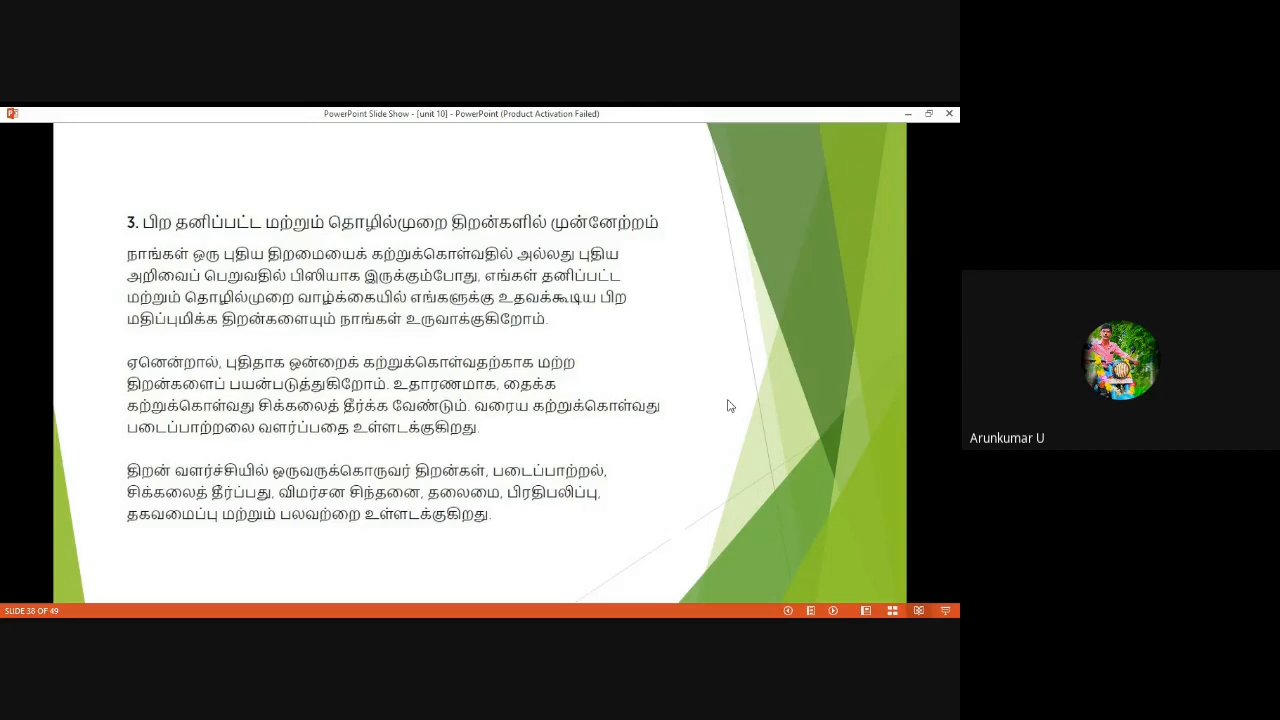 PowerPoint Slide Show - [unit 10] - PowerPoint (Product Activation Failed)
3. பிற தனிப்பட்ட மற்றும் தொழில்முறை திறன்களில் முன்னேற்றம்
நாங்கள் ஒரு புதிய திறமையைக் கற்றுக்கொள்வதில் அல்லது புதிய
அறிவைப் பெறுவதில் பிஸியாக இருக்கும்போது, எங்கள் தனிப்பட்ட
மற்றும் தொழில்முறை வாழ்க்கையில் எங்களுக்கு உதவக்கூடிய பிற
மதிப்புமிக்க திறன்களையும் நாங்கள் உருவாக்குகிறோம்.
ஏனென்றால், புதிதாக ஒன்றைக் கற்றுக்கொள்வதற்காக மற்ற
திறன்களைப் பயன்படுத்துகிறோம். உதாரணமாக, தைக்க
கற்றுக்கொள்வது சிக்கலைத் தீர்க்க வேண்டும். வரைய கற்றுக்கொள்வது
படைப்பாற்றலை வளர்ப்பதை உள்ளடக்குகிறது.
திறன் வளர்ச்சியில் ஒருவருக்கொருவர் திறன்கள், படைப்பாற்றல்,
சிக்கலைத் தீர்ப்பது, விமர்சன சிந்தனை, தலைமை, பிரதிபலிப்பு,
தகவமைப்பு மற்றும் பலவற்றை உள்ளடக்குகிறது.
Arunkumar U
SLIDE 38 OF 49